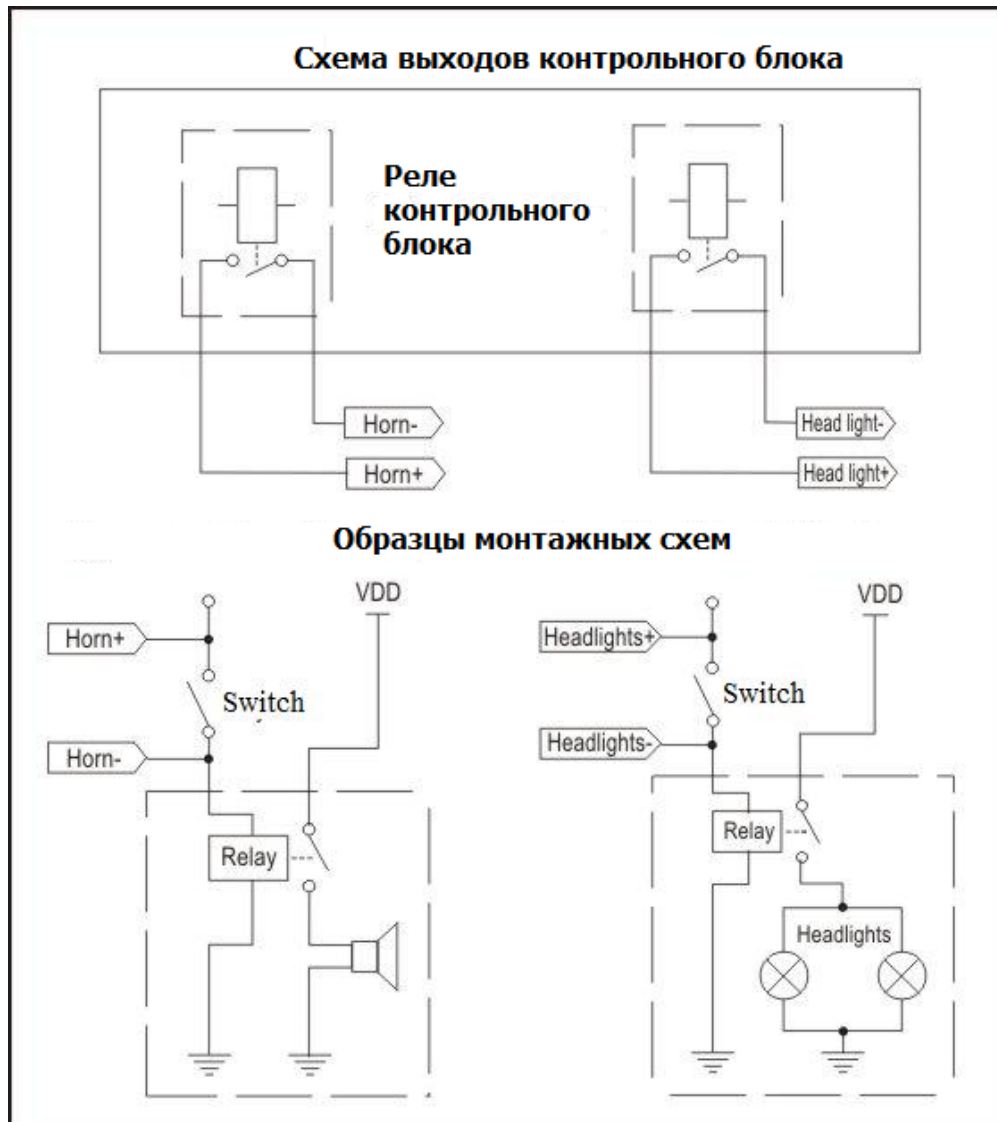 Схема выходов контрольного блока
Реле
контрольного
блока
Horn-
Horn+
Head light-
Head light+
Образцы монтажных схем
VDD
Horn+
Switch
Horn-
Relay
VDD
Headlights+
Switch
Headlights-
Relay
Headlights